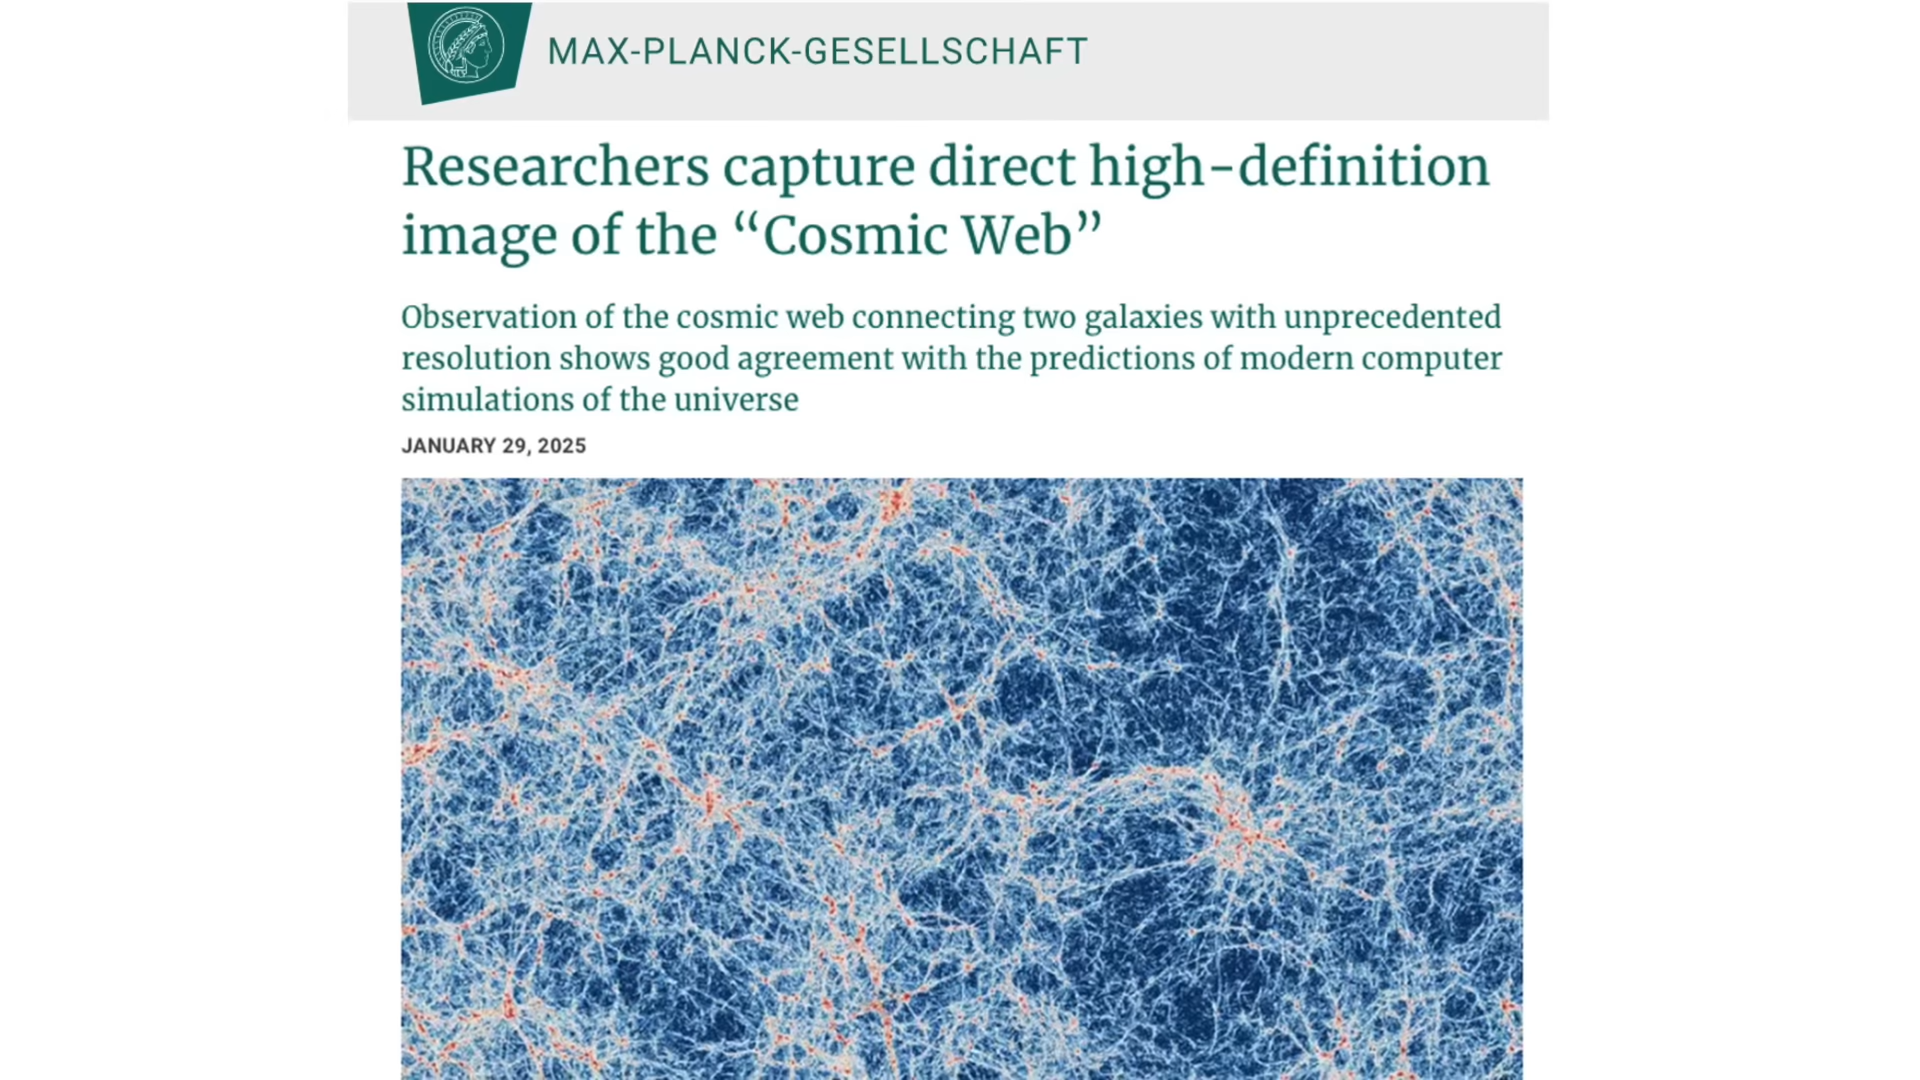 MAX-PLANCK-GESELLSCHAFT
Researchers capture direct high-definition
image of the “Cosmic Web”
Observation of the cosmic web connecting two galaxies with unprecedented
resolution shows good agreement with the predictions of modern computer
simulations of the universe
JANUARY 29, 2025